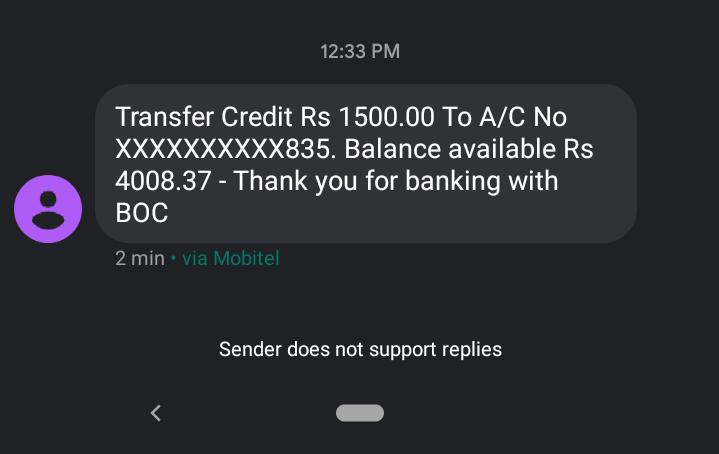 12:33 PM
Transfer Credit Rs 1500.00 To A/C No
XXXXXXXXXX835. Balance available Rs
4008.37 - Thank you for banking with
BOC
2 min • via Mobitel
Sender does not support replies